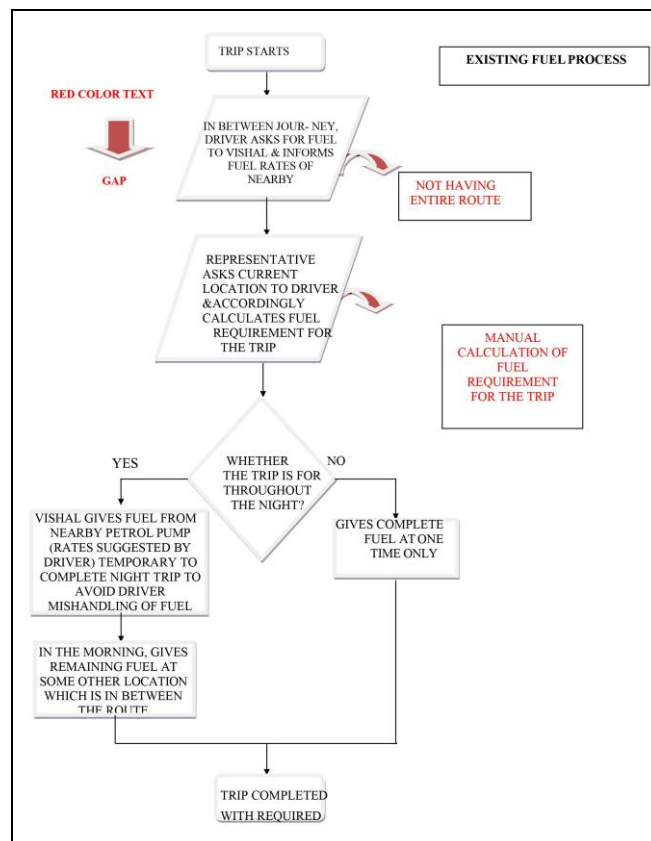 TRIP STARTS
EXISTING FUEL PROCESS
RED COLOR TEXT
GAP
IN BETWEEN JOUR- NEY,
DRIVER ASKS FOR FUEL
TO VISHAL & INFORMS
FUEL RATES OF
NEARBY
NOT HAVING
ENTIRE ROUTE
REPRESENTATIVE
ASKS CURRENT
LOCATION TO DRIVER
&ACCORDINGLY
CALCULATES FUEL
REQUIREMENT FOR
THE TRIP
MANUAL
CALCULATION OF
FUEL
REQUIREMENT
FOR THE TRIP
WHETHER
THE TRIP IS FOR
THROUGHOUT
THE NIGHT?
YES
NO
VISHAL GIVES FUEL FROM
NEARBY PETROL PUMP
(RATES SUGGESTED BY
DRIVER) TEMPORARY TO
COMPLETE NIGHT TRIP TO
AVOID DRIVER
MISHANDLING OF FUEL
GIVES COMPLETE
FUEL AT ONE
TIME ONLY
IN THE MORNING, GIVES
REMAINING FUEL AT
SOME OTHER LOCATION
WHICH IS IN BETWEEN
THE ROUTE
TRIP COMPLETED
WITH REQUIRED